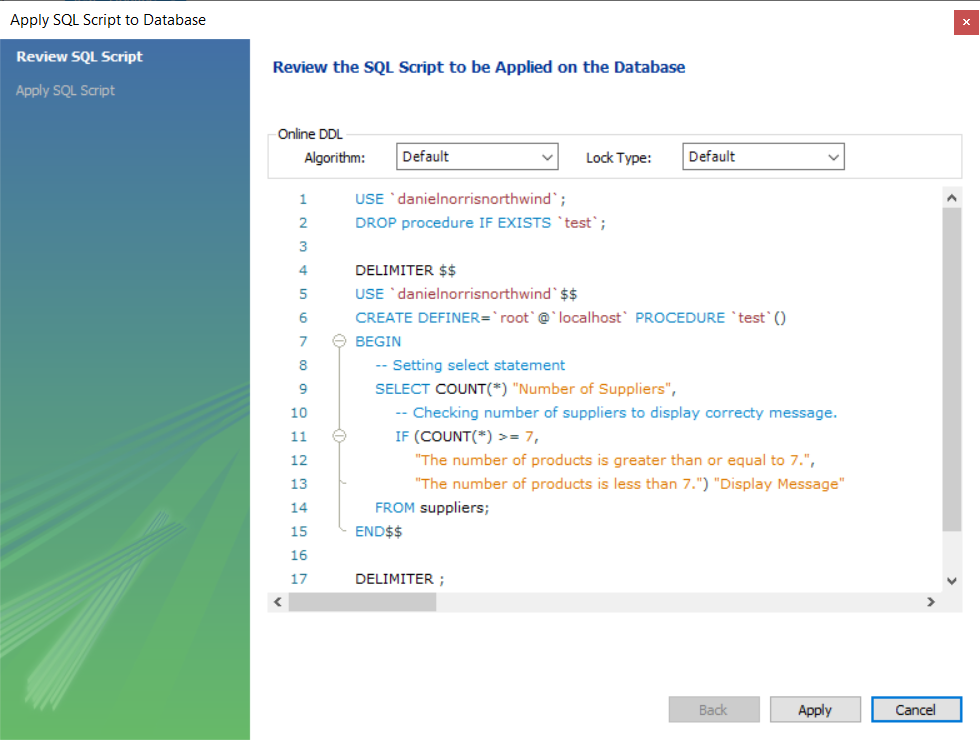 Apply SQL Script to Database
Review SQL Script
Apply SQL Script
Review the SQL Script to be Applied on the Database
Online DDL
Algorithm: Default Lock Type: Default
1 USE `danielnorrisnorthwind`;
2 DROP procedure IF EXISTS `test`;
3
4 DELIMITER $$
5 USE `danielnorrisnorthwind`$$
6 CREATE DEFINER=`root`@`localhost` PROCEDURE `test`()
7 BEGIN
8 -- Setting select statement
9 SELECT COUNT(*) "Number of Suppliers",
10 -- Checking number of suppliers to display correcty message.
11 IF (COUNT(*) >= 7,
12 "The number of products is greater than or equal to 7.",
13 "The number of products is less than 7.") "Display Message"
14 FROM suppliers;
15 END$$
16
17 DELIMITER ;
Back Apply Cancel